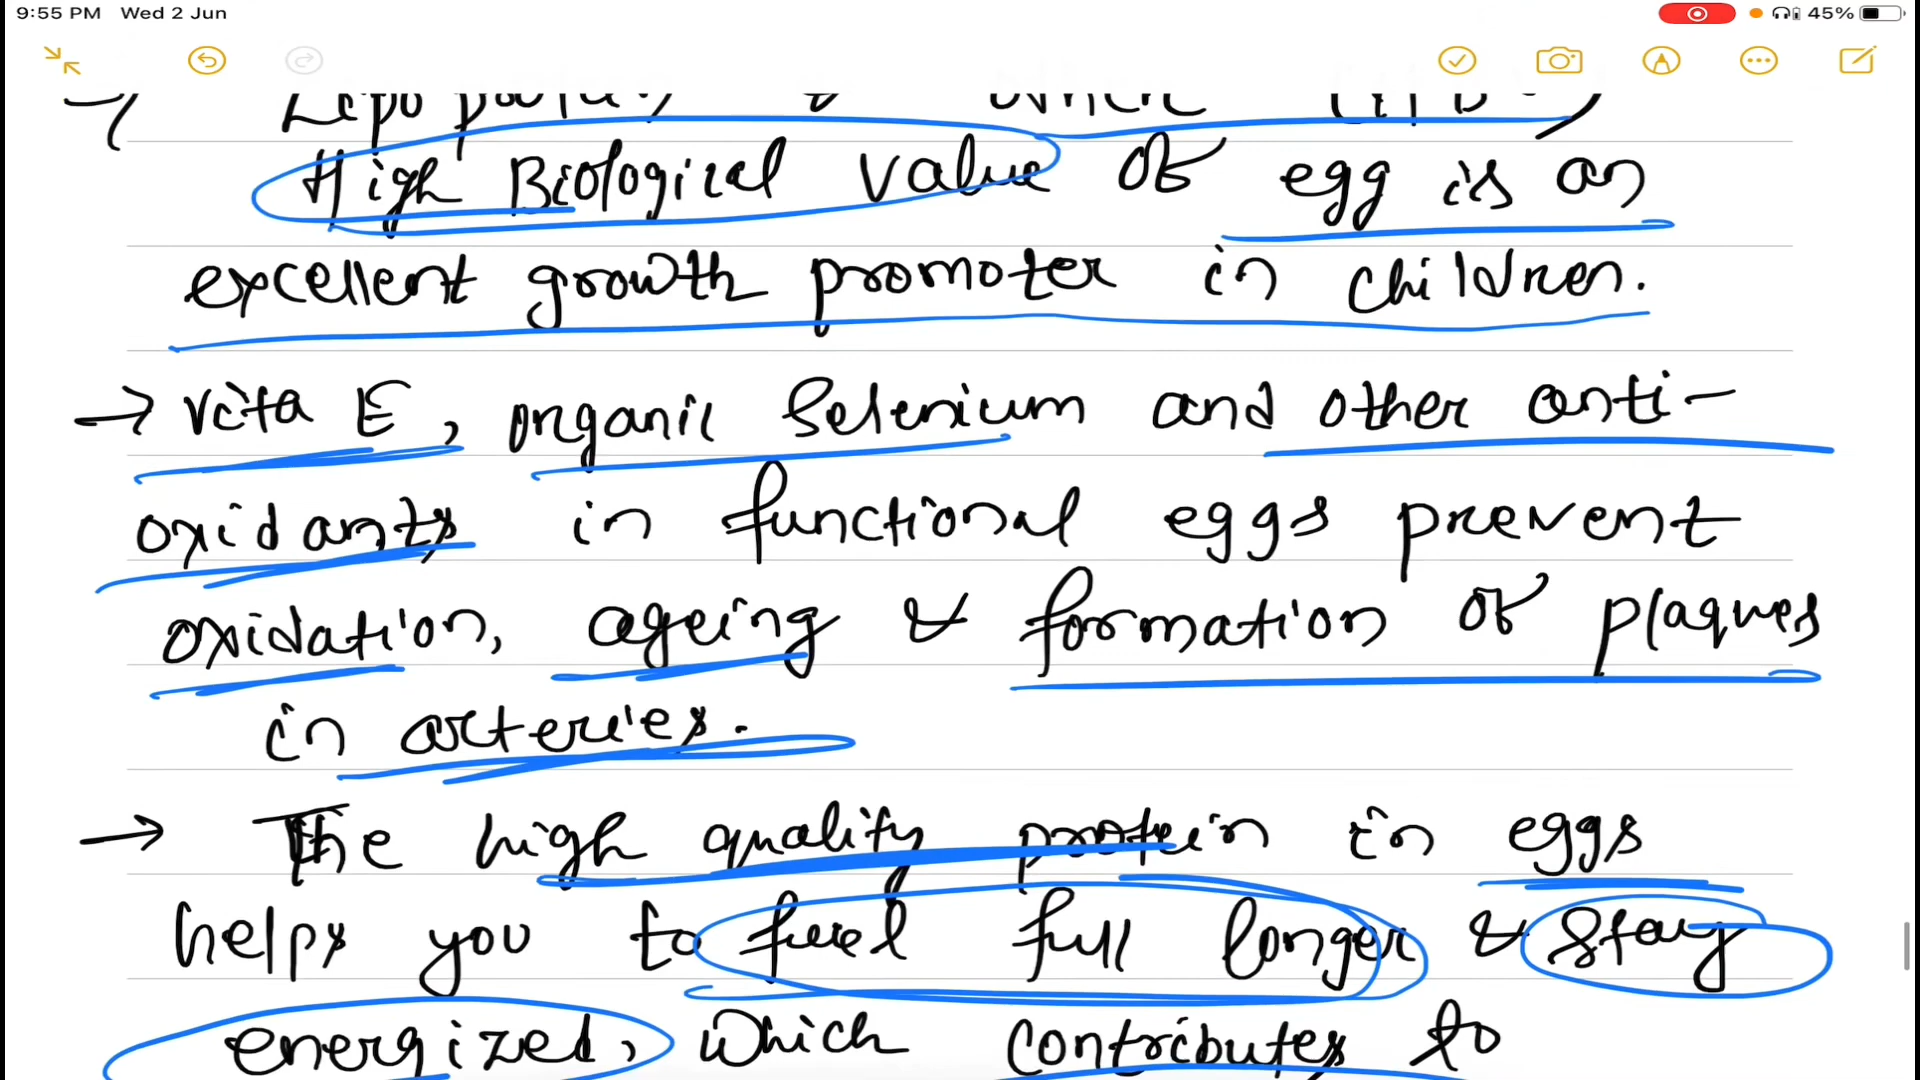 9:55 PM Wed 2 Jun 45%
High Biological value of egg is an
excellent growth promoter in children.
→ vita E, organic Selenium and other anti-
oxidants in functional eggs prevent
oxidation, ageing & formation of plaques
in arteries.
→ The high quality protein in eggs
helps you to feel full longer & stay
energized, which contributes to